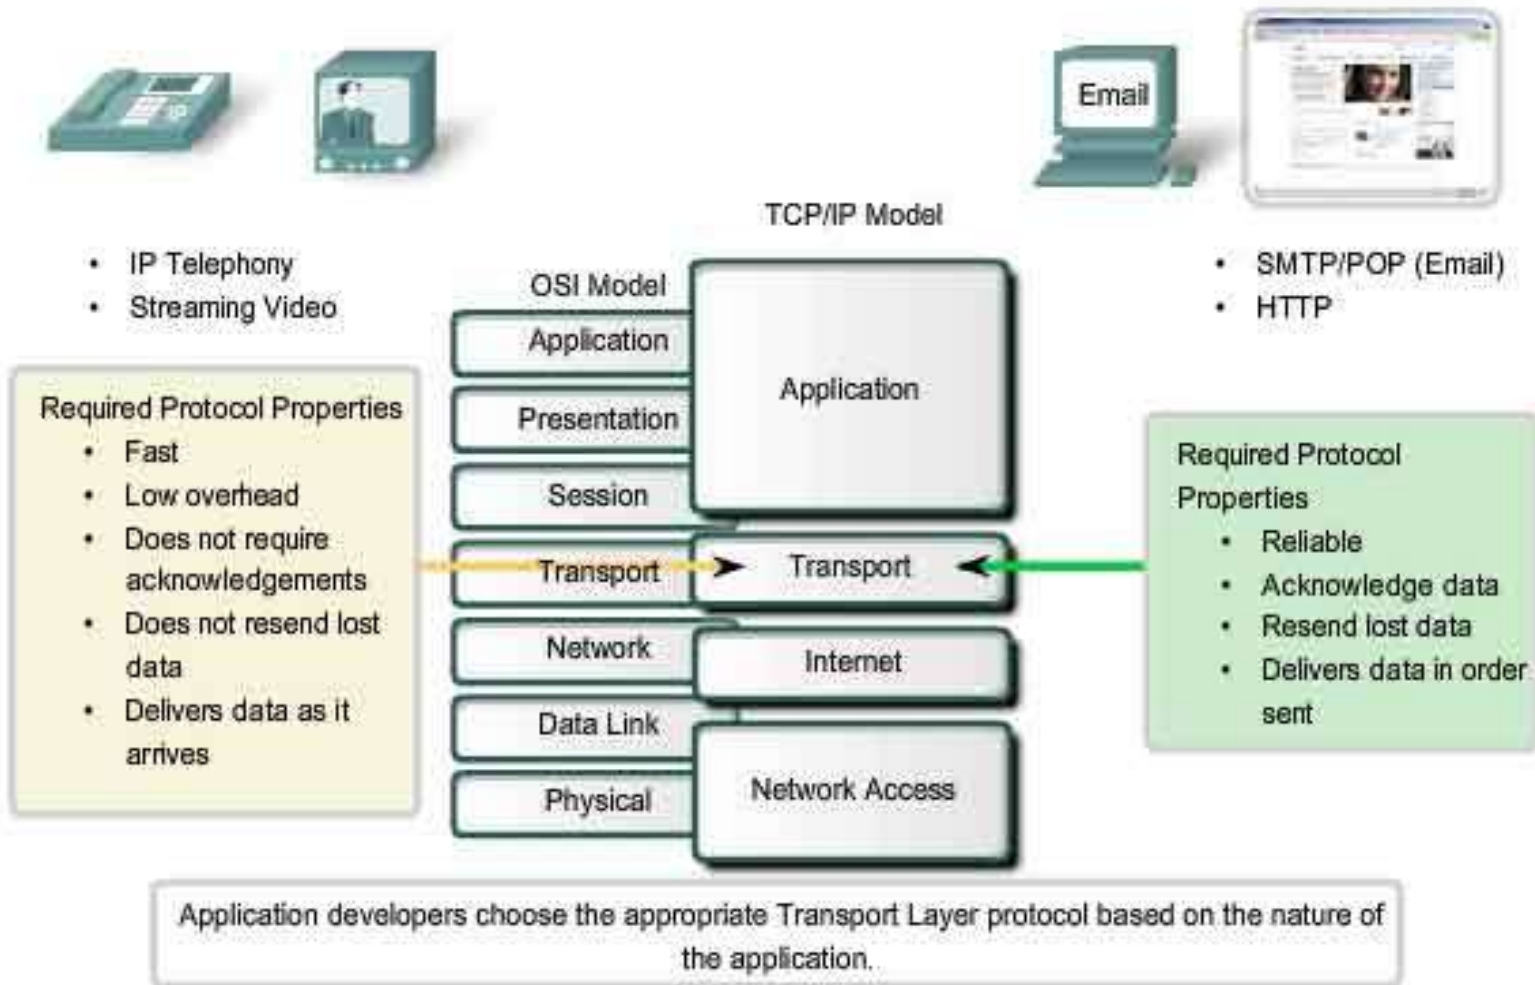 Email
TCP/IP Model
• IP Telephony
• Streaming Video
OSI Model
• SMTP/POP (Email)
• HTTP
Application
Presentation
Session
Transport
Network
Data Link
Physical
Application
Transport
Internet
Network Access
Required Protocol Properties
• Fast
• Low overhead
• Does not require
acknowledgements
• Does not resend lost
data
• Delivers data as it
arrives
Required Protocol
Properties
• Reliable
• Acknowledge data
• Resend lost data
• Delivers data in order
sent
Application developers choose the appropriate Transport Layer protocol based on the nature of
the application.